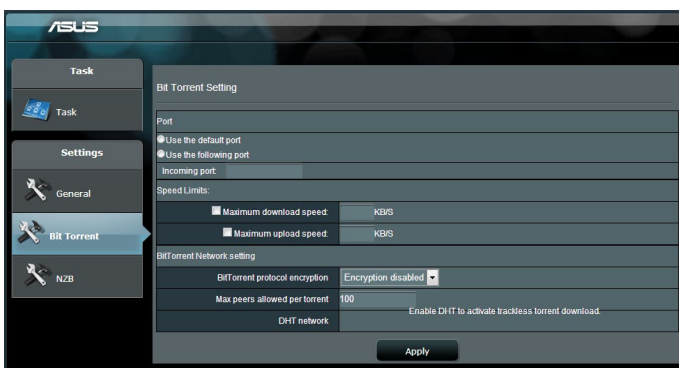 ASUS
Task
Task
Settings
General
Bit Torrent
NZB
Bit Torrent Setting
Port
Use the default port
Use the following port
Incoming port:
Speed Limits:
Maximum download speed: KB/S
Maximum upload speed: KB/S
BitTorrent Network setting
BitTorrent protocol encryption Encryption disabled
Max peers allowed per torrent 100
DHT network Enable DHT to activate trackless torrent download.
Apply